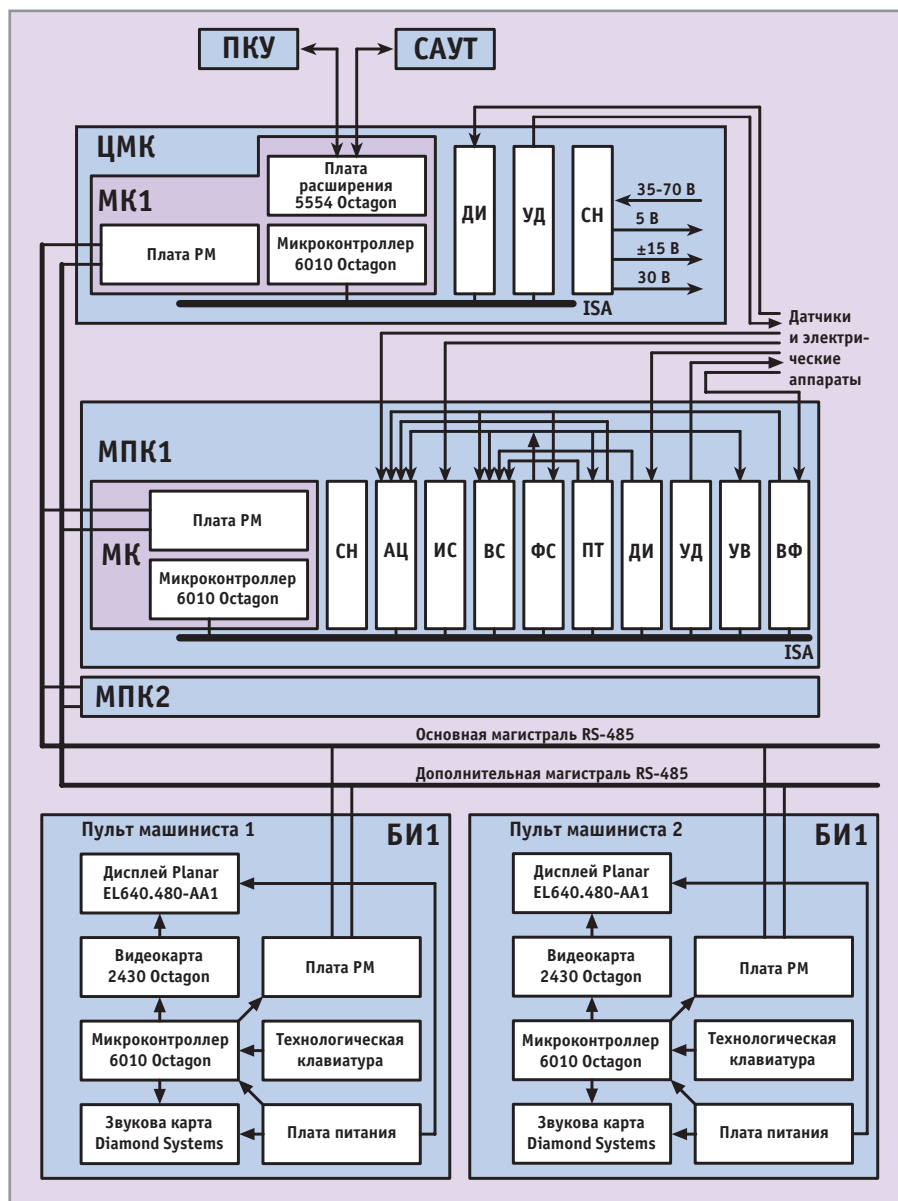 ПКУ
САУТ
ЦМК
МК1
Плата
расширения
5554 Octagon
Плата РМ
Микроконтроллер
6010 Octagon
ДИ
УД
СН
35-70 В
5 В
±15 В
30 В
ISA
Датчики
и электри-
ческие
аппараты
МПК1
МК
Плата РМ
Микроконтроллер
6010 Octagon
СН
АЦ
ИС
ВС
ФС
ПТ
ДИ
УД
УВ
ВФ
ISA
МПК2
Основная магистраль RS-485
Дополнительная магистраль RS-485
Пульт машиниста 1
БИ1
Дисплей Planar
EL640.480-AA1
Видеокарта
2430 Octagon
Плата РМ
Микроконтроллер
6010 Octagon
Технологическая
клавиатура
Звукова карта
Diamond Systems
Плата питания
Пульт машиниста 2
БИ1
Дисплей Planar
EL640.480-AA1
Видеокарта
2430 Octagon
Плата РМ
Микроконтроллер
6010 Octagon
Технологическая
клавиатура
Звукова карта
Diamond Systems
Плата питания